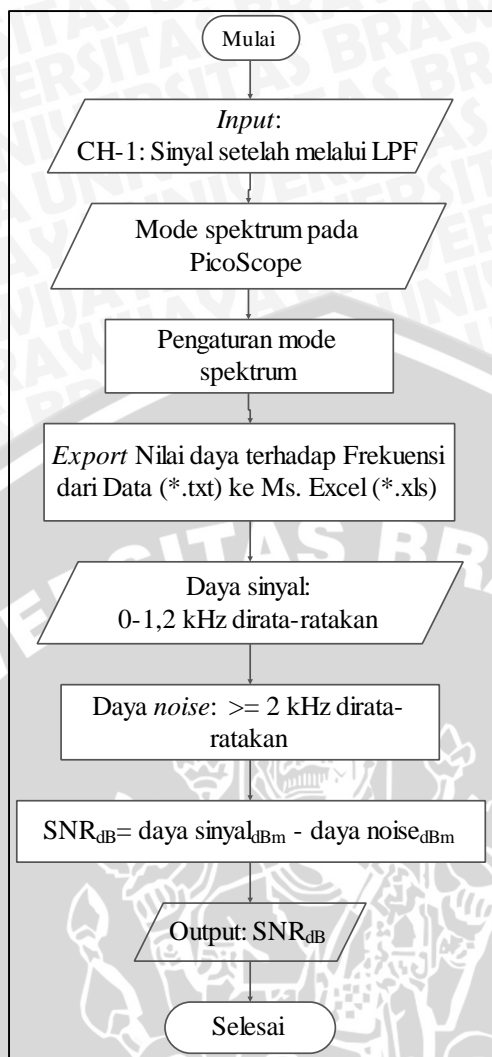 Mulai
Input:
CH-1: Sinyal setelah melalui LPF
Mode spektrum pada
PicoScope
Pengaturan mode
spektrum
Export Nilai daya terhadap Frekuensi
dari Data (*.txt) ke Ms. Excel (*.xls)
Daya sinyal:
0-1,2 kHz dirata-ratakan
Daya noise: >= 2 kHz dirata-
ratakan
SNRdB= daya sinyaldBm - daya noisedBm
Output: SNRdB
Selesai